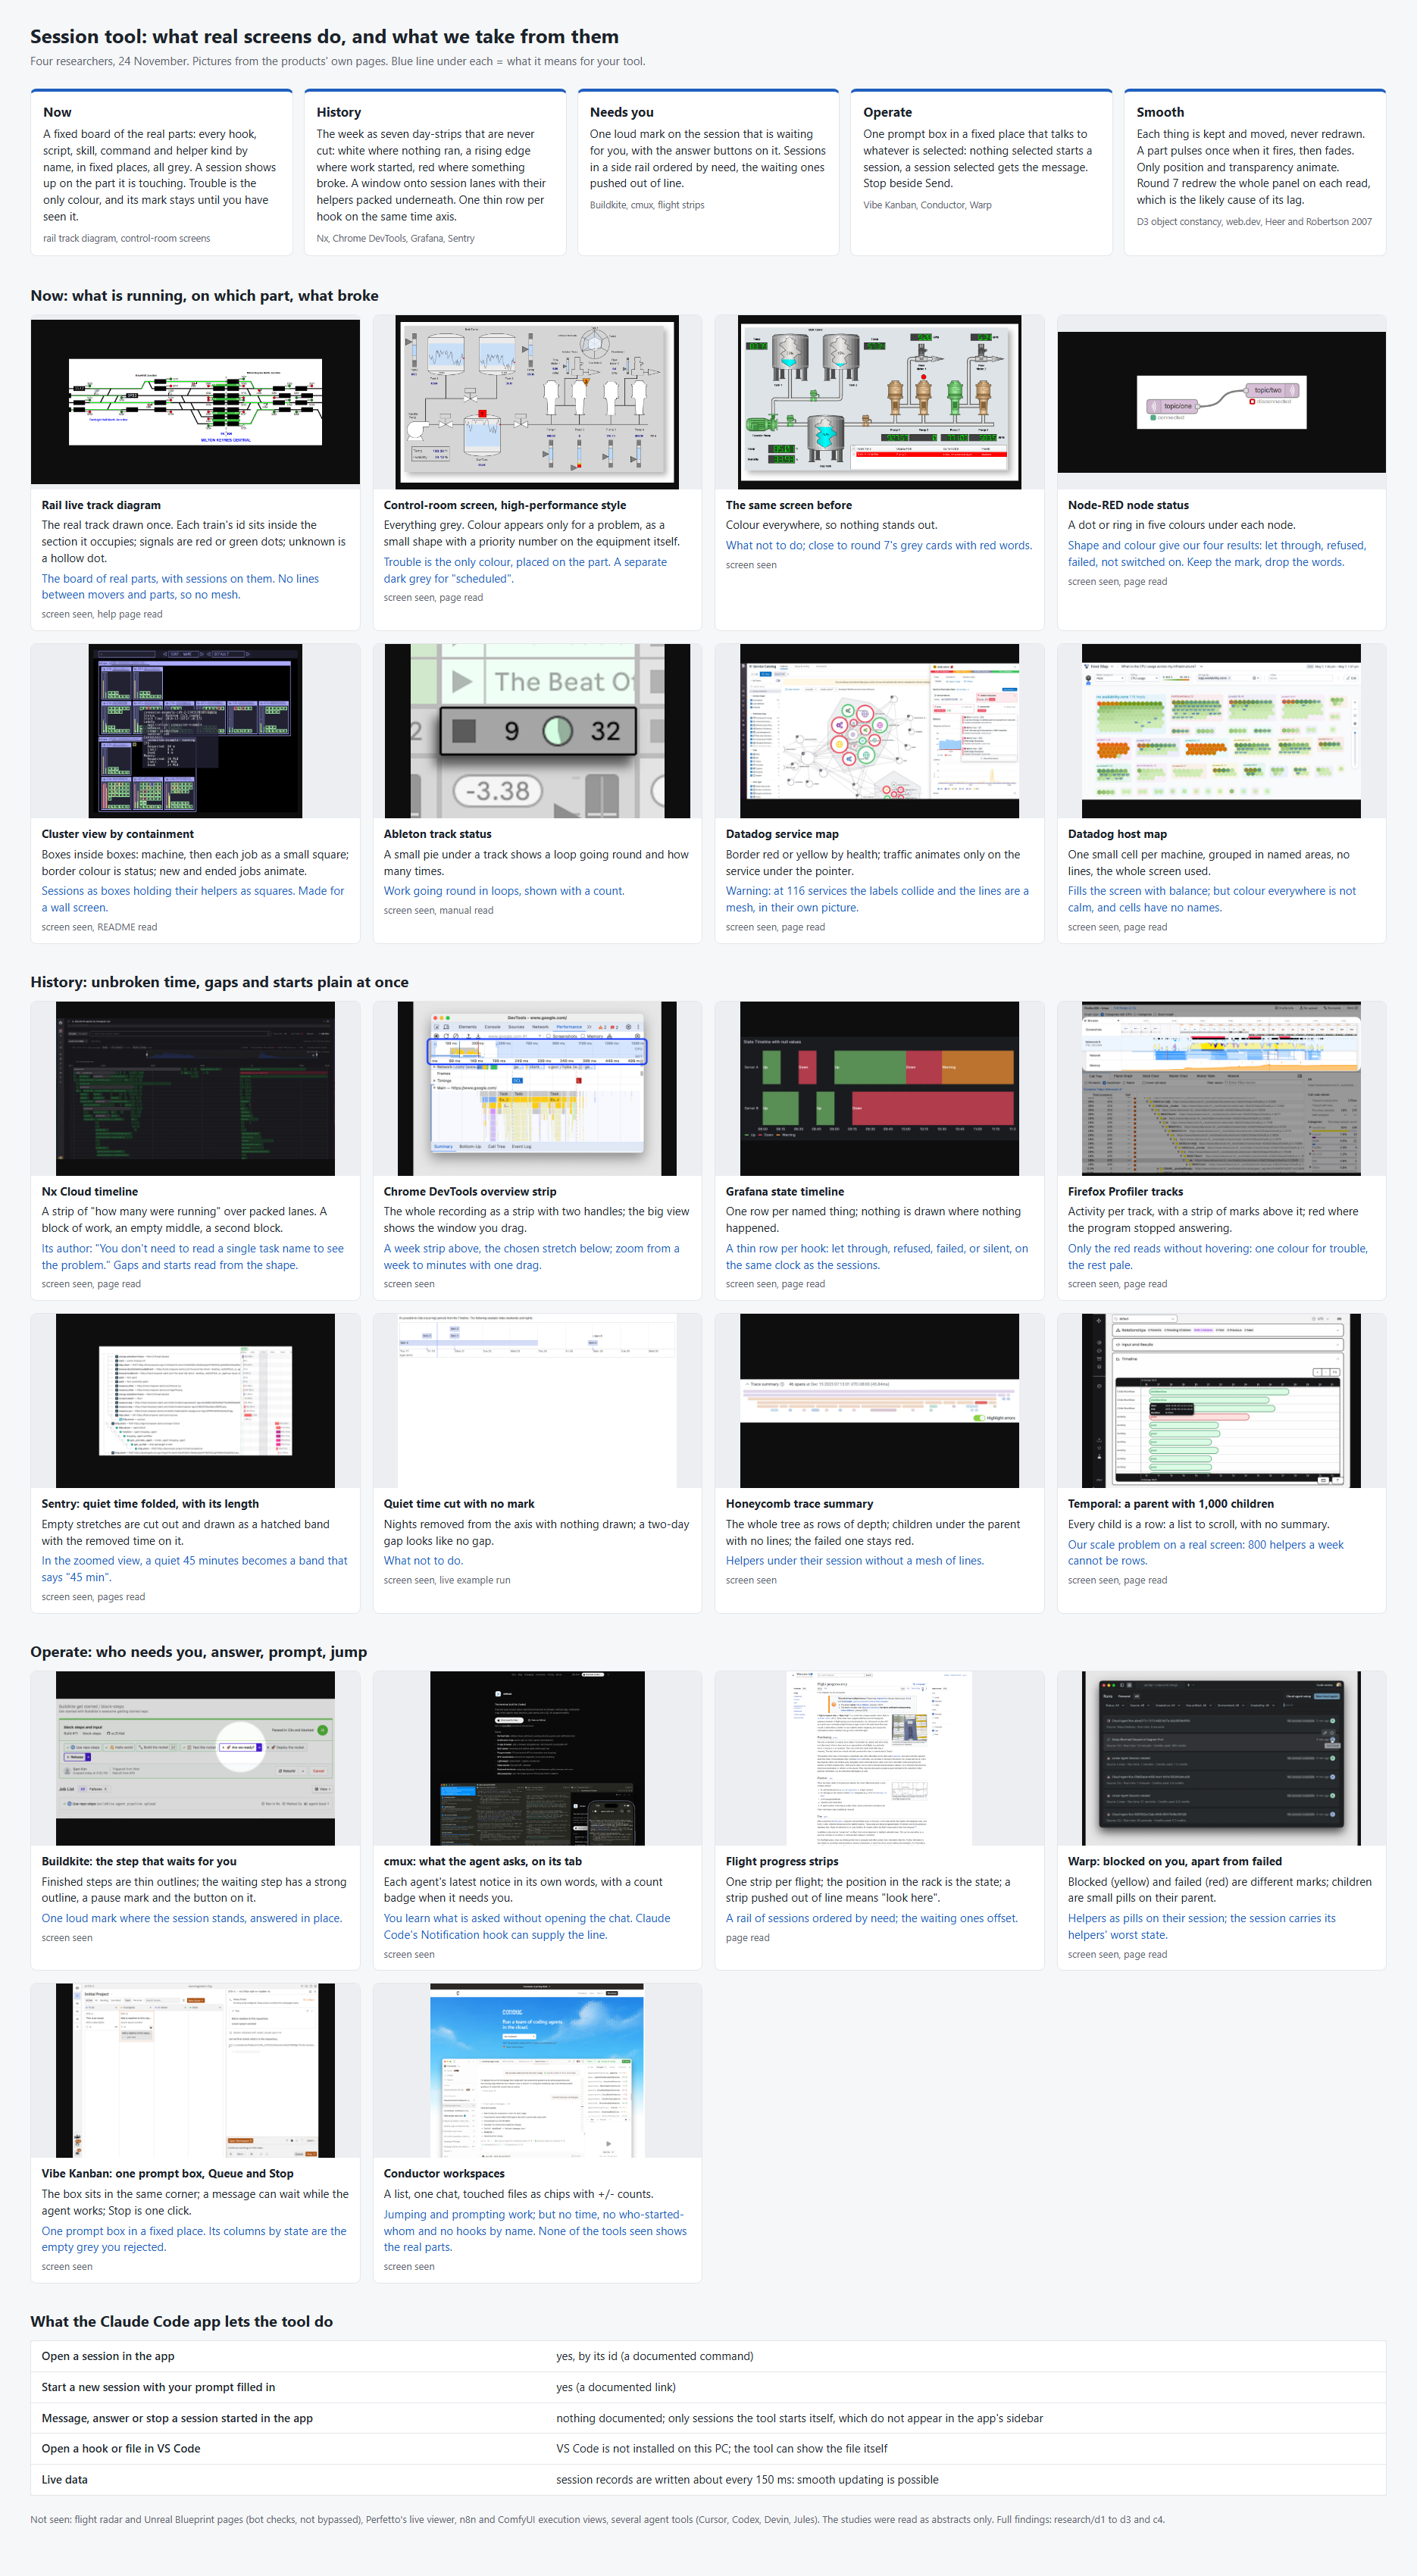 Session tool: what real screens do, and what we take from them
Four researchers, 24 November. Pictures from the products' own pages. Blue line under each = what it means for your tool.
Now
A fixed board of the real parts: every hook,
script, skill, command and helper kind by
name, in fixed places, all grey. A session shows
up on the part it is touching. Trouble is the
only colour, and its mark stays until you have
seen it.
rail track diagram, control-room screens
History
The week as seven day-strips that are never
cut: white where nothing ran, a rising edge
where work started, red where something
broke. A window onto session lanes with their
helpers packed underneath. One thin row per
hook on the same time axis.
Nx, Chrome DevTools, Grafana, Sentry
Needs you
One loud mark on the session that is waiting
for you, with the answer buttons on it. Sessions
in a side rail ordered by need, the waiting ones
pushed out of line.
Buildkite, cmux, flight strips
Operate
One prompt box in a fixed place that talks to
whatever is selected: nothing selected starts a
session, a session selected gets the message.
Stop beside Send.
Vibe Kanban, Conductor, Warp
Smooth
Each thing is kept and moved, never redrawn.
A part pulses once when it fires, then fades.
Only position and transparency animate.
Round 7 redrew the whole panel on each read,
which is the likely cause of its lag.
D3 object constancy, web.dev, Heer and Robertson 2007
Now: what is running, on which part, what broke
MILTON KEYNES CENTRAL
topic/two
disconnected
topic/one
connected
Rail live track diagram
The real track drawn once. Each train's id sits inside the
section it occupies; signals are red or green dots; unknown is
a hollow dot.
The board of real parts, with sessions on them. No lines
between movers and parts, so no mesh.
screen seen, help page read
Control-room screen, high-performance style
Everything grey. Colour appears only for a problem, as a
small shape with a priority number on the equipment itself.
Trouble is the only colour, placed on the part. A separate
dark grey for "scheduled".
screen seen, page read
The same screen before
Colour everywhere, so nothing stands out.
What not to do; close to round 7's grey cards with red words.
screen seen
Node-RED node status
A dot or ring in five colours under each node.
Shape and colour give our four results: let through, refused,
failed, not switched on. Keep the mark, drop the words.
screen seen, page read
The Beat Of
2
9
32
-3.38
Cluster view by containment
Boxes inside boxes: machine, then each job as a small square;
border colour is status; new and ended jobs animate.
Sessions as boxes holding their helpers as squares. Made for
a wall screen.
screen seen, README read
Ableton track status
A small pie under a track shows a loop going round and how
many times.
Work going round in loops, shown with a count.
screen seen, manual read
Datadog service map
Border red or yellow by health; traffic animates only on the
service under the pointer.
Warning: at 116 services the labels collide and the lines are a
mesh, in their own picture.
screen seen, page read
Datadog host map
One small cell per machine, grouped in named areas, no
lines, the whole screen used.
Fills the screen with balance; but colour everywhere is not
calm, and cells have no names.
screen seen, page read
History: unbroken time, gaps and starts plain at once
DevTools - www.google.com/
Elements Console Sources Network Performance
Frames
Timings
Summary Bottom-Up Call Tree Event Log
State Timeline with null values
Nx Cloud timeline
A strip of "how many were running" over packed lanes. A
block of work, an empty middle, a second block.
Its author: "You don't need to read a single task name to see
the problem." Gaps and starts read from the shape.
screen seen, page read
Chrome DevTools overview strip
The whole recording as a strip with two handles; the big view
shows the window you drag.
A week strip above, the chosen stretch below; zoom from a
week to minutes with one drag.
screen seen
Grafana state timeline
One row per named thing; nothing is drawn where nothing
happened.
A thin row per hook: let through, refused, failed, or silent, on
the same clock as the sessions.
screen seen, page read
Firefox Profiler tracks
Activity per track, with a strip of marks above it; red where
the program stopped answering.
Only the red reads without hovering: one colour for trouble,
the rest pale.
screen seen, page read
Trace summary
Highlight errors
Relationships
Input and Results
Timeline
Sentry: quiet time folded, with its length
Empty stretches are cut out and drawn as a hatched band
with the removed time on it.
In the zoomed view, a quiet 45 minutes becomes a band that
says "45 min".
screen seen, pages read
Quiet time cut with no mark
Nights removed from the axis with nothing drawn; a two-day
gap looks like no gap.
What not to do.
screen seen, live example run
Honeycomb trace summary
The whole tree as rows of depth; children under the parent
with no lines; the failed one stays red.
Helpers under their session without a mesh of lines.
screen seen
Temporal: a parent with 1,000 children
Every child is a row: a list to scroll, with no summary.
Our scale problem on a real screen: 800 helpers a week
cannot be rows.
screen seen, page read
Operate: who needs you, answer, prompt, jump
Buildkite: the step that waits for you
Finished steps are thin outlines; the waiting step has a strong
outline, a pause mark and the button on it.
One loud mark where the session stands, answered in place.
screen seen
cmux: what the agent asks, on its tab
Each agent's latest notice in its own words, with a count
badge when it needs you.
You learn what is asked without opening the chat. Claude
Code's Notification hook can supply the line.
screen seen
Flight progress strips
One strip per flight; the position in the rack is the state; a
strip pushed out of line means "look here".
A rail of sessions ordered by need; the waiting ones offset.
page read
Warp: blocked on you, apart from failed
Blocked (yellow) and failed (red) are different marks; children
are small pills on their parent.
Helpers as pills on their session; the session carries its
helpers' worst state.
screen seen, page read
Initial Project
Run a team of coding agents
in the cloud.
Vibe Kanban: one prompt box, Queue and Stop
The box sits in the same corner; a message can wait while the
agent works; Stop is one click.
One prompt box in a fixed place. Its columns by state are the
empty grey you rejected.
screen seen
Conductor workspaces
A list, one chat, touched files as chips with +/- counts.
Jumping and prompting work; but no time, no who-started-
whom and no hooks by name. None of the tools seen shows
the real parts.
screen seen
What the Claude Code app lets the tool do
Open a session in the app
yes, by its id (a documented command)
Start a new session with your prompt filled in
yes (a documented link)
Message, answer or stop a session started in the app
nothing documented; only sessions the tool starts itself, which do not appear in the app's sidebar
Open a hook or file in VS Code
VS Code is not installed on this PC; the tool can show the file itself
Live data
session records are written about every 150 ms: smooth updating is possible
Not seen: flight radar and Unreal Blueprint pages (bot checks, not bypassed), Perfetto's live viewer, n8n and ComfyUI execution views, several agent tools (Cursor, Codex, Devin, Jules). The studies were read as abstracts only. Full findings: research/d1 to d3 and c4.